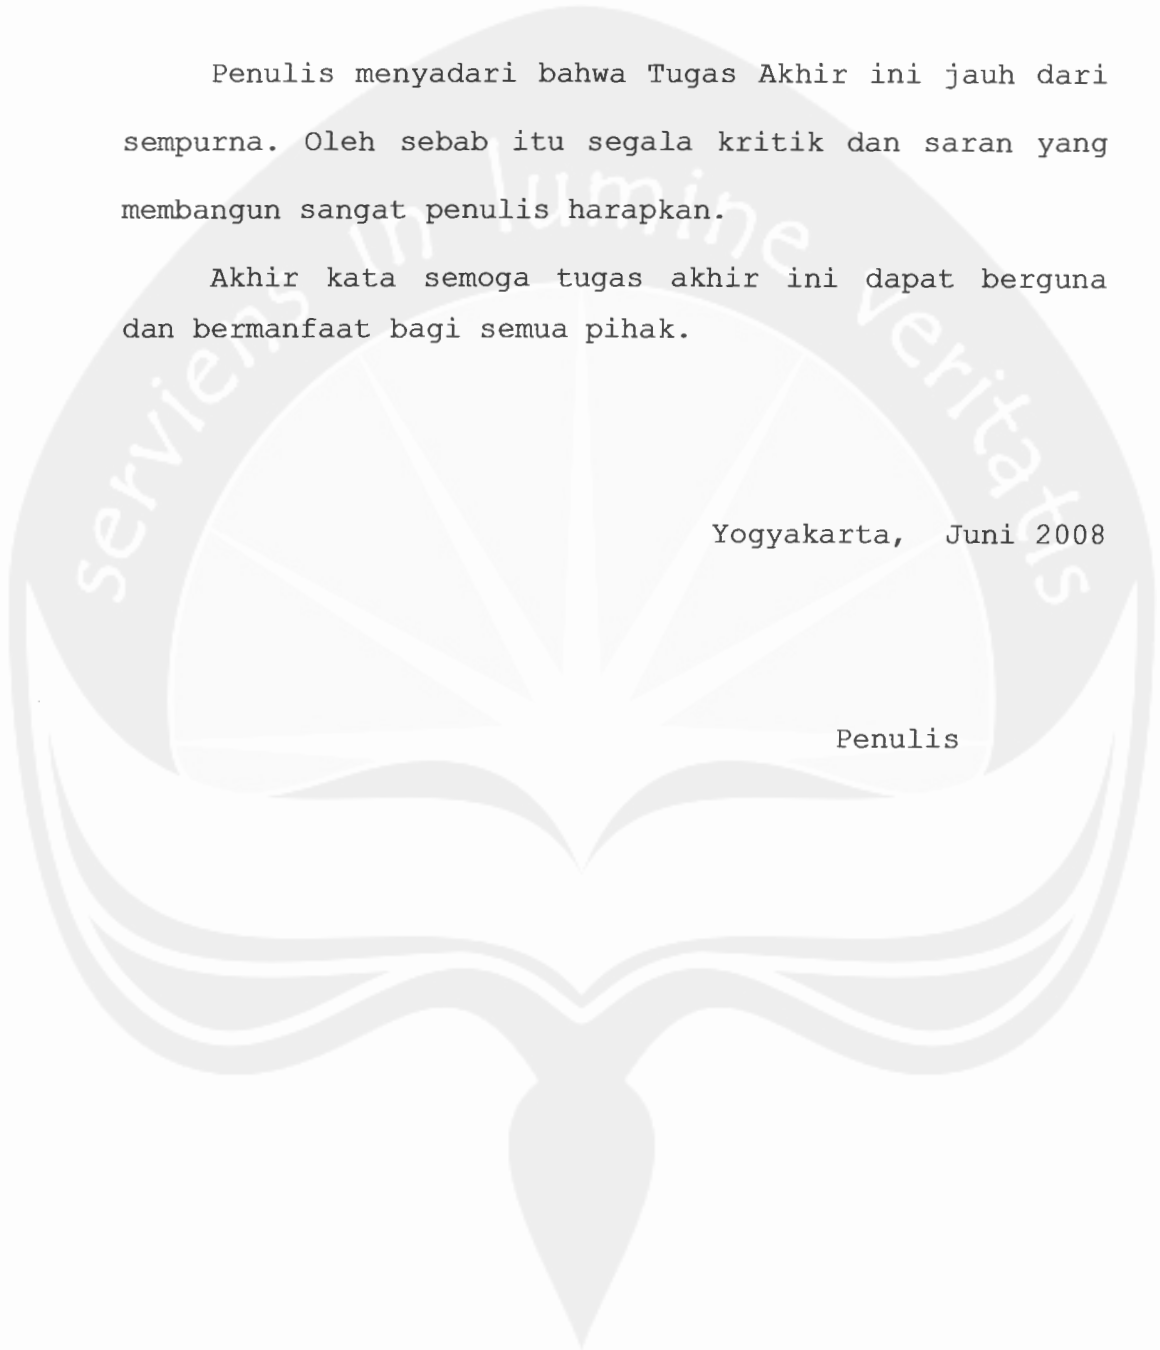 Penulis menyadari bahwa Tugas Akhir ini jauh dari
sempurna. Oleh sebab itu segala kritik dan saran yang
membangun sangat penulis harapkan.
Akhir kata semoga tugas akhir ini dapat berguna
dan bermanfaat bagi semua pihak.
serviens in lumine veritatis
Yogyakarta, Juni 2008
Penulis